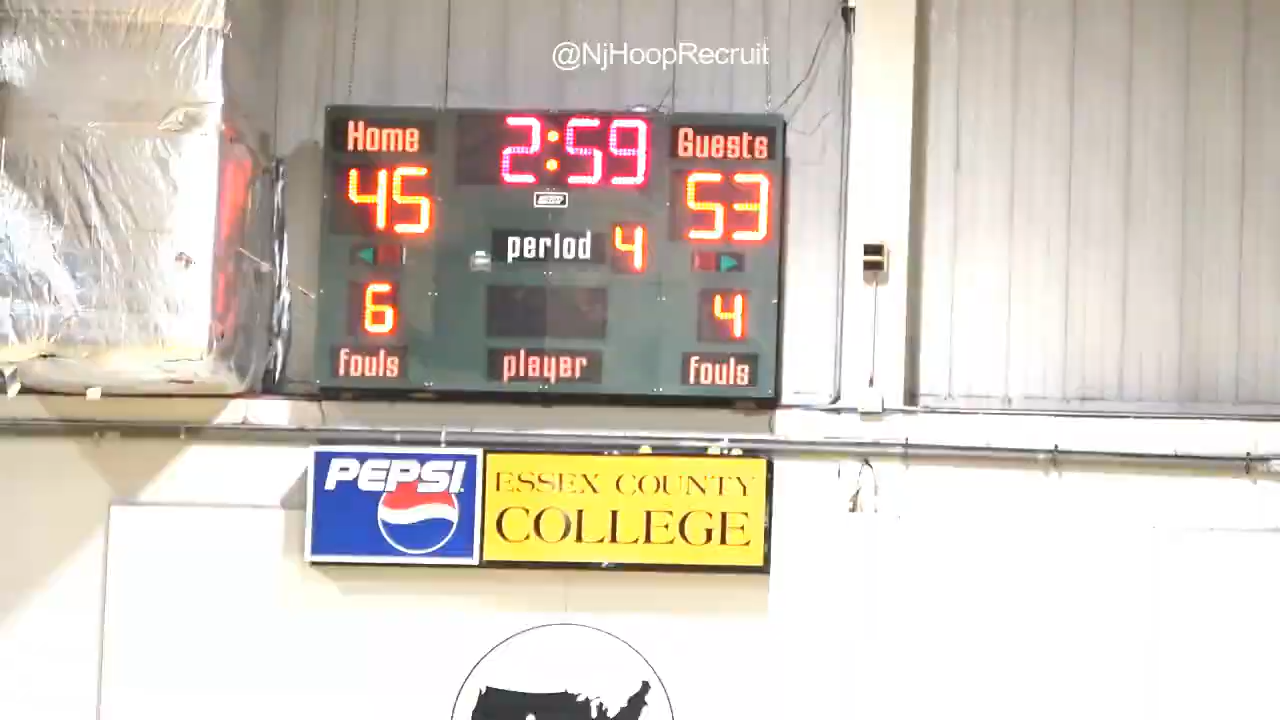 @NjHoopRecruit
Home
2:59
Guests
45
53
period 4
6
4
fouls
player
fouls
PEPSI
ESSEX COUNTY
COLLEGE